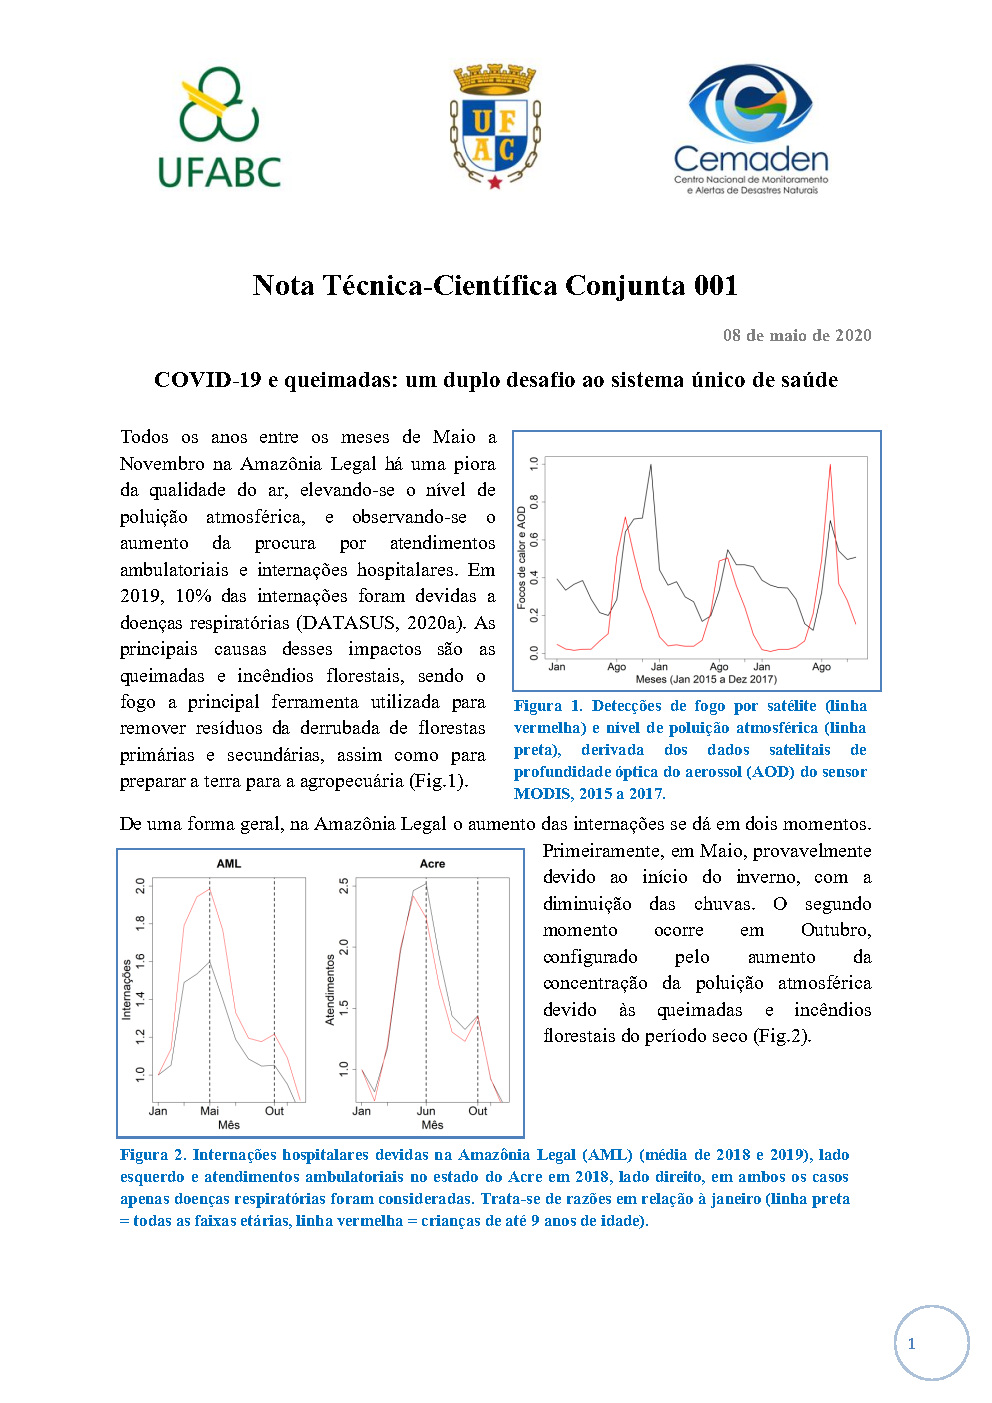 UFABC
UF
AC
Cemaden
Centro Nacional de Monitoramento
e Alertas de Desastres Naturais
Nota Técnica-Científica Conjunta 001
08 de maio de 2020
COVID-19 e queimadas: um duplo desafio ao sistema único de saúde
Todos os anos entre os meses de Maio a
Novembro na Amazônia Legal há uma piora
da qualidade do ar, elevando-se o nível de
poluição atmosférica, e observando-se o
aumento da procura por atendimentos
ambulatoriais e internações hospitalares. Em
2019, 10% das internações foram devidas a
doenças respiratórias (DATASUS, 2020a). As
principais causas desses impactos são as
queimadas e incêndios florestais, sendo o
fogo a principal ferramenta utilizada para
remover resíduos da derrubada de florestas
primárias e secundárias, assim como para
preparar a terra para a agropecuária (Fig.1).
Focos de calor e AOD
1.0
0.8
0.6
0.4
0.2
0.0
Jan Ago Jan Ago Jan Ago
Meses (Jan 2015 a Dez 2017)
Figura 1. Detecções de fogo por satélite (linha
vermelha) e nível de poluição atmosférica (linha
preta), derivada dos dados satelitais de
profundidade óptica do aerossol (AOD) do sensor
MODIS, 2015 a 2017.
De uma forma geral, na Amazônia Legal o aumento das internações se dá em dois momentos.
Primeiramente, em Maio, provavelmente
devido ao início do inverno, com a
diminuição das chuvas. O segundo
momento ocorre em Outubro,
configurado pelo aumento da
concentração da poluição atmosférica
devido às queimadas e incêndios
florestais do período seco (Fig.2).
AML
Internações
2.0
1.8
1.6
1.4
1.2
1.0
Jan Mai Out
Mês
Acre
Atendimentos
2.5
2.0
1.5
1.0
Jan Jun Out
Mês
Figura 2. Internações hospitalares devidas na Amazônia Legal (AML) (média de 2018 e 2019), lado
esquerdo e atendimentos ambulatoriais no estado do Acre em 2018, lado direito, em ambos os casos
apenas doenças respiratórias foram consideradas. Trata-se de razões em relação à janeiro (linha preta
= todas as faixas etárias, linha vermelha = crianças de até 9 anos de idade).
1